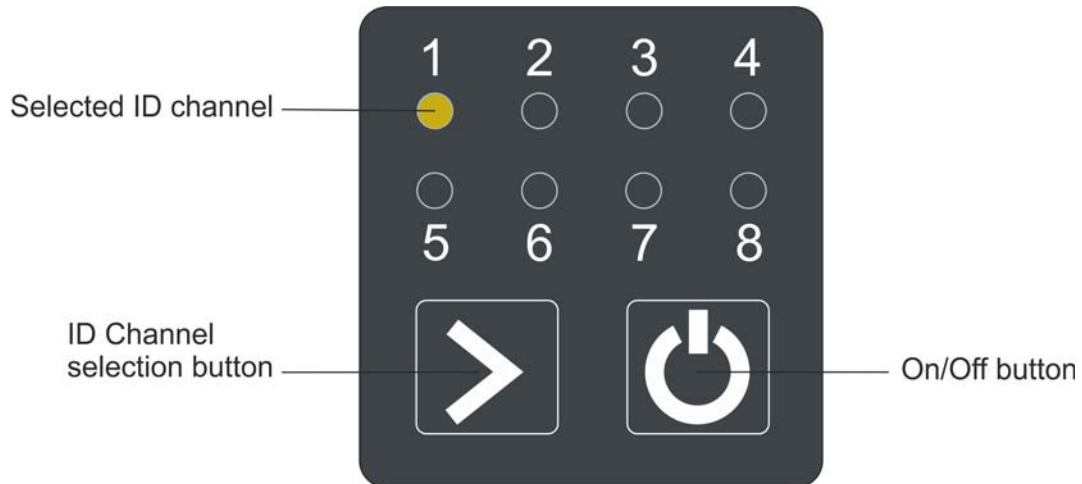 1 2 3 4
Selected ID channel
5 6 7 8
ID Channel
selection button
On/Off button